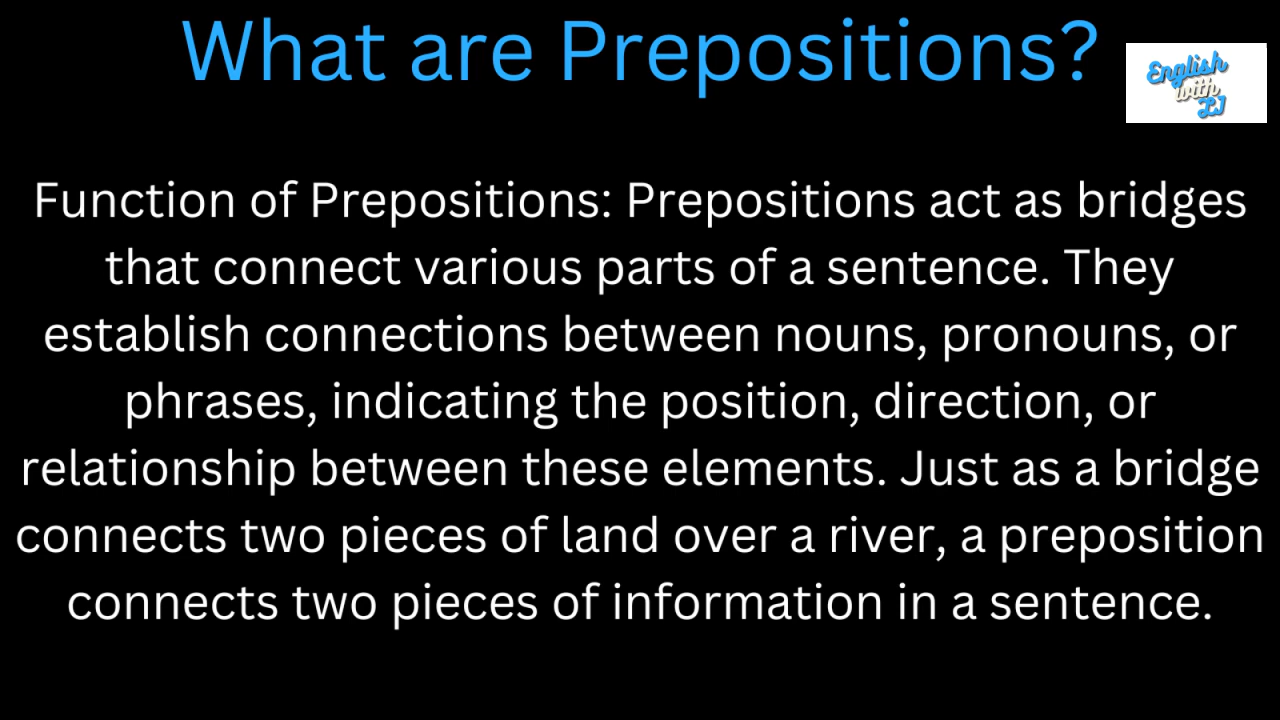 What are Prepositions?
English
with
LJ
Function of Prepositions: Prepositions act as bridges
that connect various parts of a sentence. They
establish connections between nouns, pronouns, or
phrases, indicating the position, direction, or
relationship between these elements. Just as a bridge
connects two pieces of land over a river, a preposition
connects two pieces of information in a sentence.